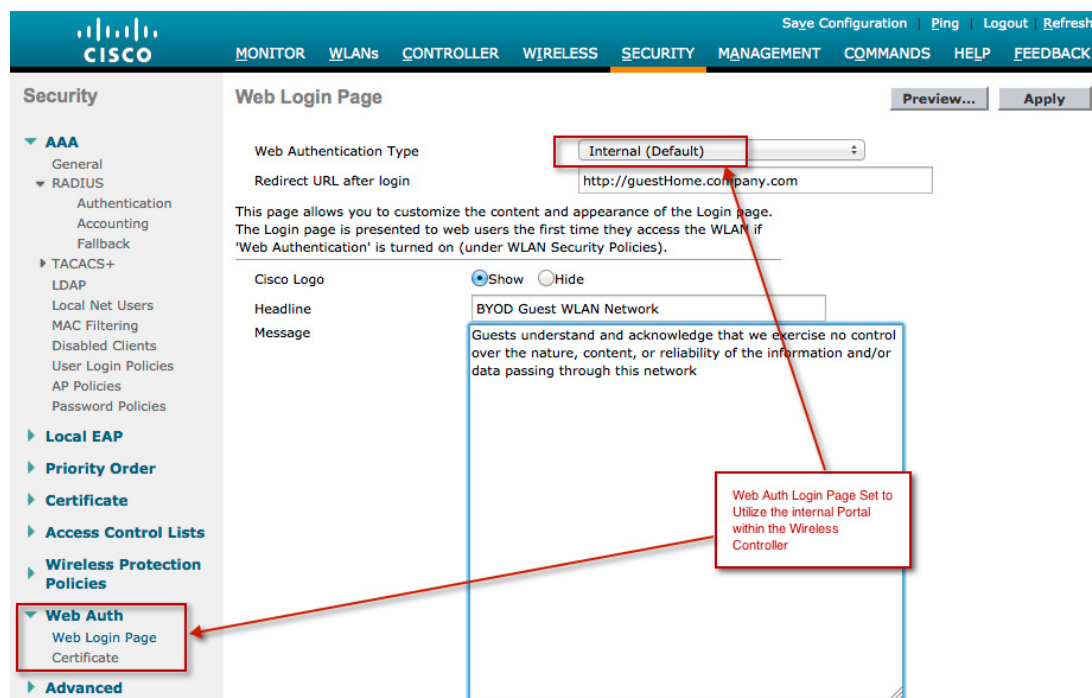 Save Configuration | Ping | Logout | Refresh
CISCO
MONITOR WLANs CONTROLLER WIRELESS SECURITY MANAGEMENT COMMANDS HELP FEEDBACK
Security
AAA
General
RADIUS
Authentication
Accounting
Fallback
TACACS+
LDAP
Local Net Users
MAC Filtering
Disabled Clients
User Login Policies
AP Policies
Password Policies
Local EAP
Priority Order
Certificate
Access Control Lists
Wireless Protection
Policies
Web Auth
Web Login Page
Certificate
Advanced
Web Login Page
Preview... Apply
Web Authentication Type Internal (Default)
Redirect URL after login http://guestHome.company.com
This page allows you to customize the content and appearance of the Login page.
The Login page is presented to web users the first time they access the WLAN if
'Web Authentication' is turned on (under WLAN Security Policies).
Cisco Logo Show Hide
Headline BYOD Guest WLAN Network
Message
Guests understand and acknowledge that we exercise no control
over the nature, content, or reliability of the information and/or
data passing through this network
Web Auth Login Page Set to
Utilize the internal Portal
within the Wireless
Controller